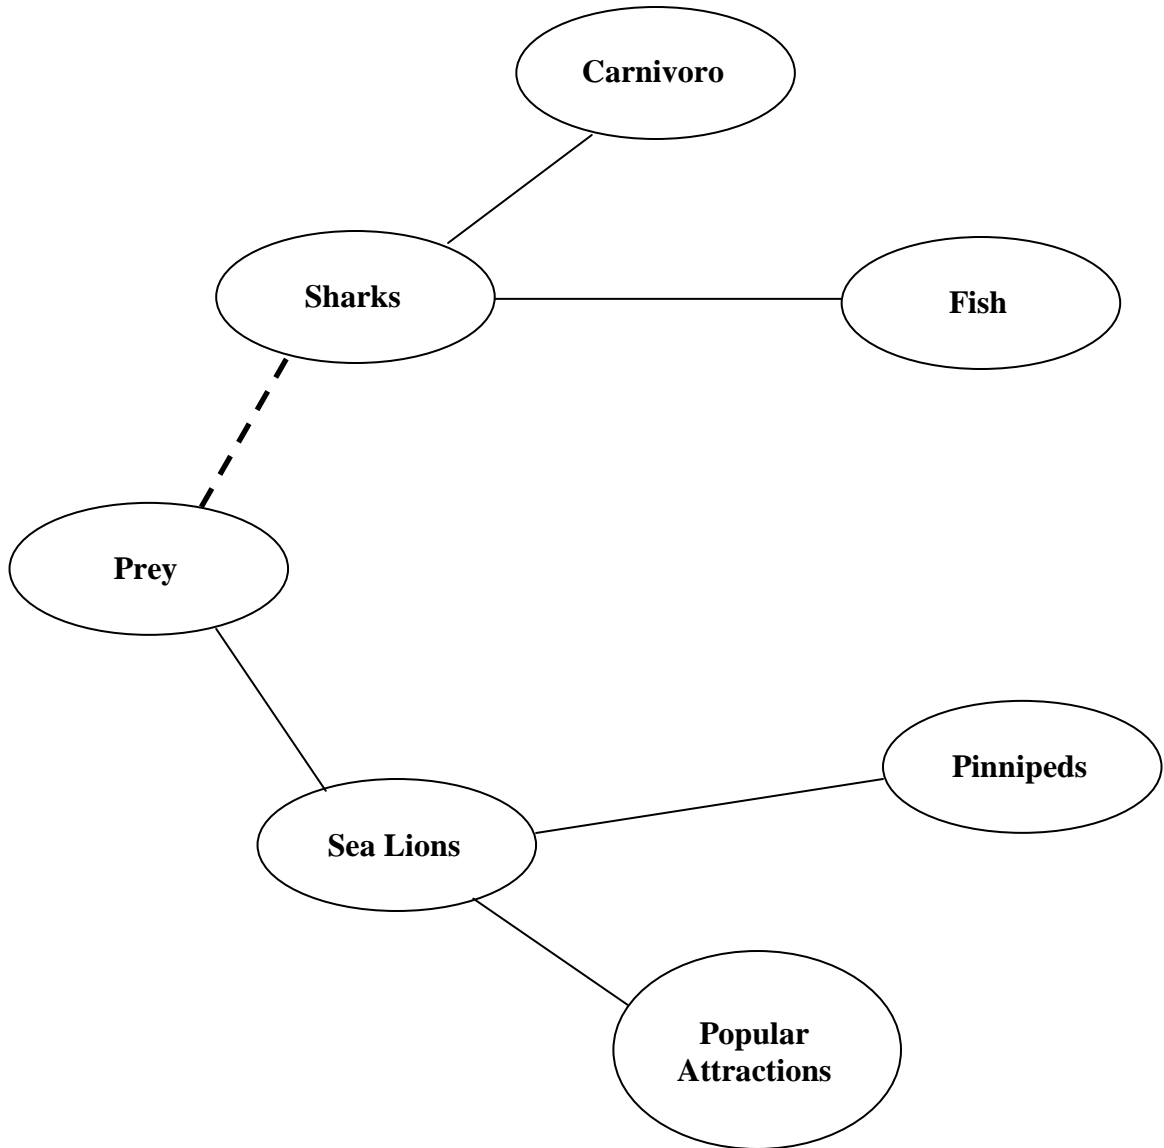 Carnivoro
Sharks
Fish
Prey
Pinnipeds
Sea Lions
Popular
Attractions